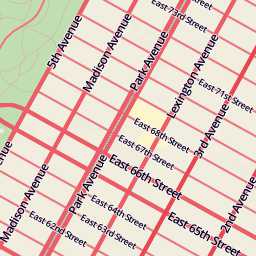 East 73rd Street
5th Avenue
Madison Avenue
Park Avenue
Lexington Avenue
East 71st Street
East 68th Street
3rd Avenue
East 67th Street
East 66th Street
Avenue
Madison Avenue
Park Avenue
2nd Avenue
East 64th Street
East 65th Street
East 62nd Street
East 63rd Street